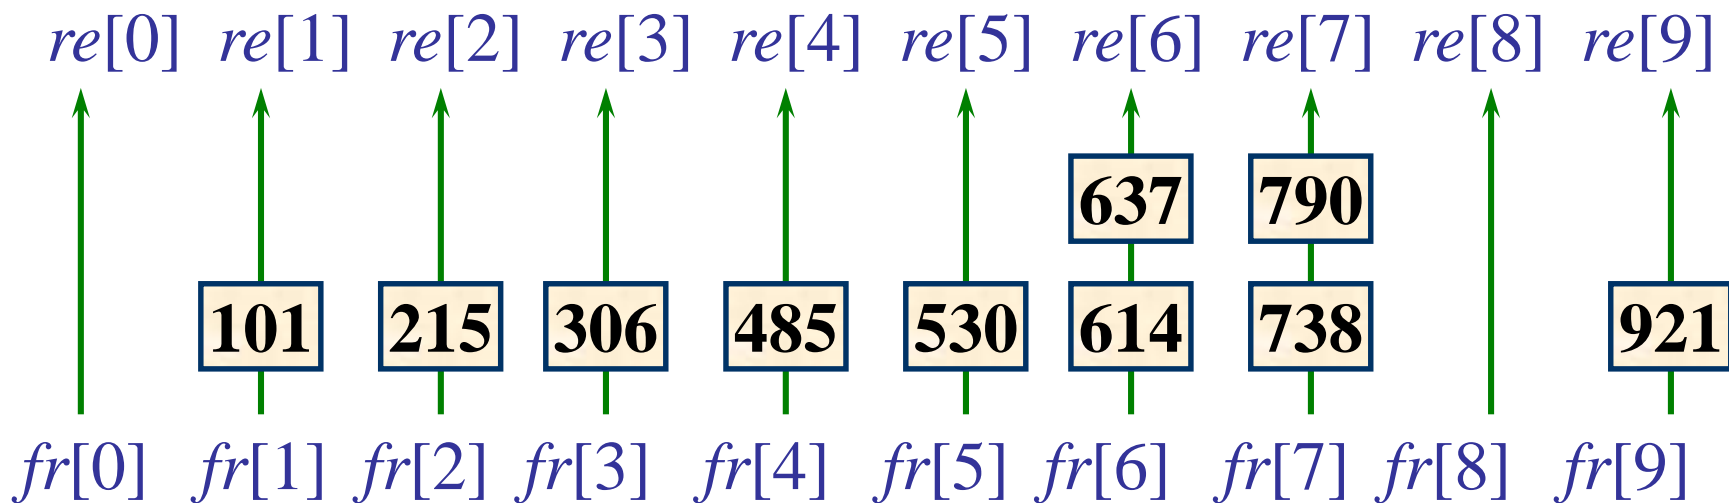 re[0] re[1] re[2] re[3] re[4] re[5] re[6] re[7] re[8] re[9]
637 790
101 215 306 485 530 614 738 921
fr[0] fr[1] fr[2] fr[3] fr[4] fr[5] fr[6] fr[7] fr[8] fr[9]